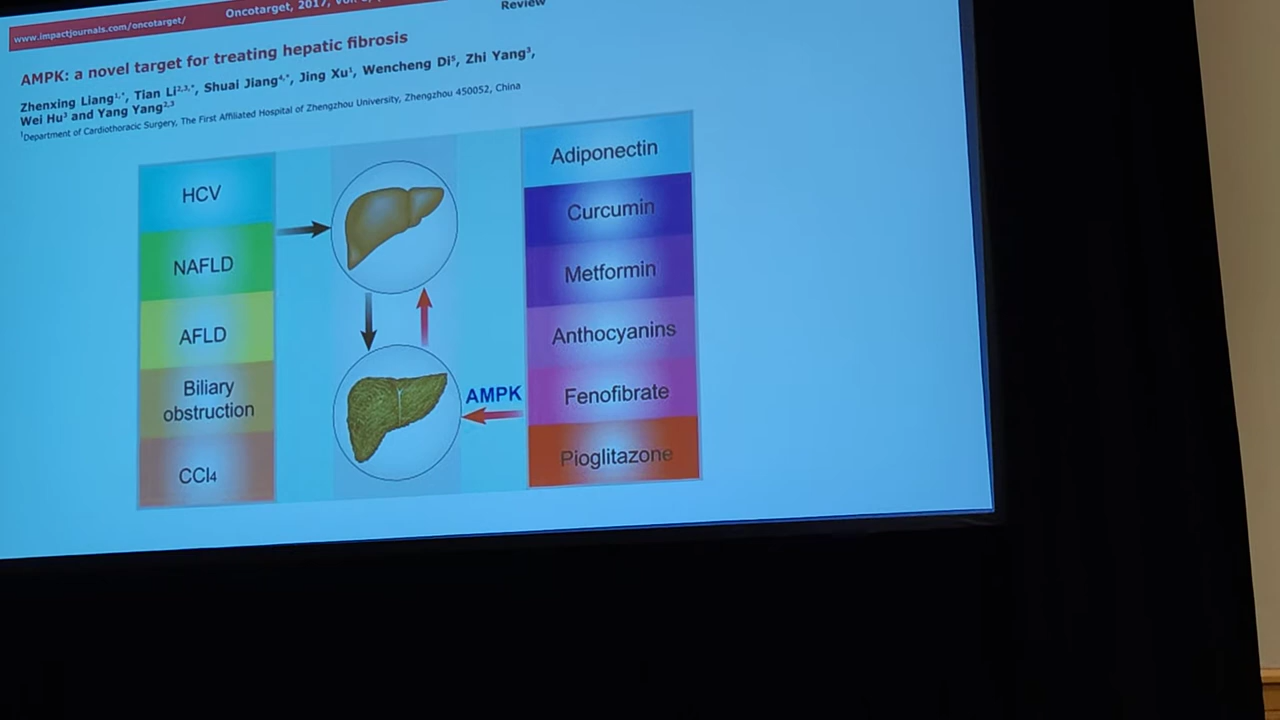 www.impactjournals.com/oncotarget/
Oncotarget, 2017,
Review
AMPK: a novel target for treating hepatic fibrosis
Zhenxing Liang1,*, Tian Li2,3,*, Shuai Jiang4,*, Jing Xu1, Wencheng Di5, Zhi Yang3,
Wei Hu3 and Yang Yang2,3
1Department of Cardiothoracic Surgery, The First Affiliated Hospital of Zhengzhou University, Zhengzhou 450052, China
HCV
NAFLD
AFLD
Biliary
obstruction
CCl4
AMPK
Adiponectin
Curcumin
Metformin
Anthocyanins
Fenofibrate
Pioglitazone